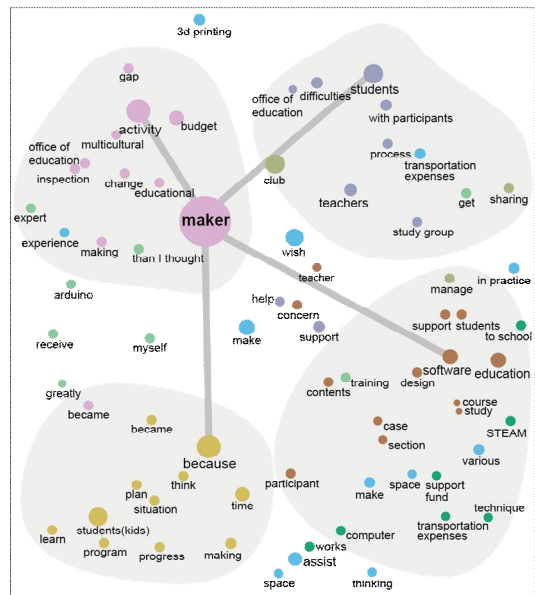 3d printing
gap
activity
budget
office of
education
multicultural
inspection
change
educational
expert
experience
making
than I thought
maker
students
office of
education
difficulties
with participants
process
transportation
expenses
club
teachers
get
sharing
study group
wish
teacher
arduino
help
concern
support
make
receive
myself
manage
in practice
support
students
to school
software
education
design
training
contents
course
study
case
section
STEAM
various
greatly
became
became
because
think
plan
situation
time
students(kids)
learn
program
progress
making
participant
make
space
support
fund
technique
transportation
expenses
computer
works
assist
space
thinking